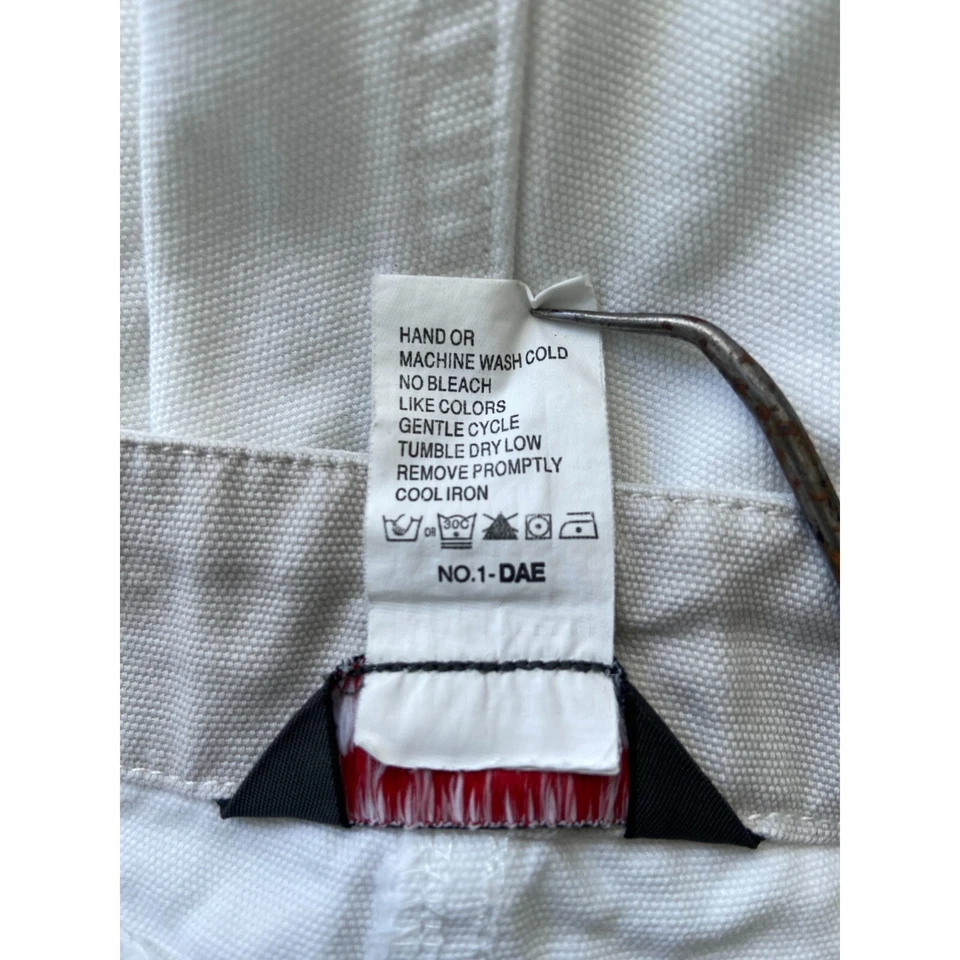 HAND OR
MACHINE WASH COLD
NO BLEACH
LIKE COLORS
GENTLE CYCLE
TUMBLE DRY LOW
REMOVE PROMPTLY
COOL IRON
OR 30C
NO.1-DAE